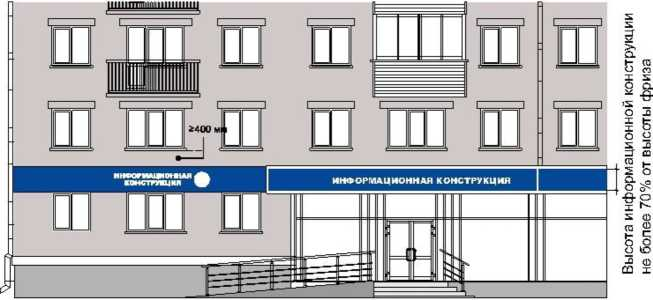 ≥400 мм
ИНФОРМАЦИОННАЯ
КОНСТРУКЦИЯ
ИНФОРМАЦИОННАЯ КОНСТРУКЦИЯ
Высота информационной конструкции
не более 70% от высоты фриза